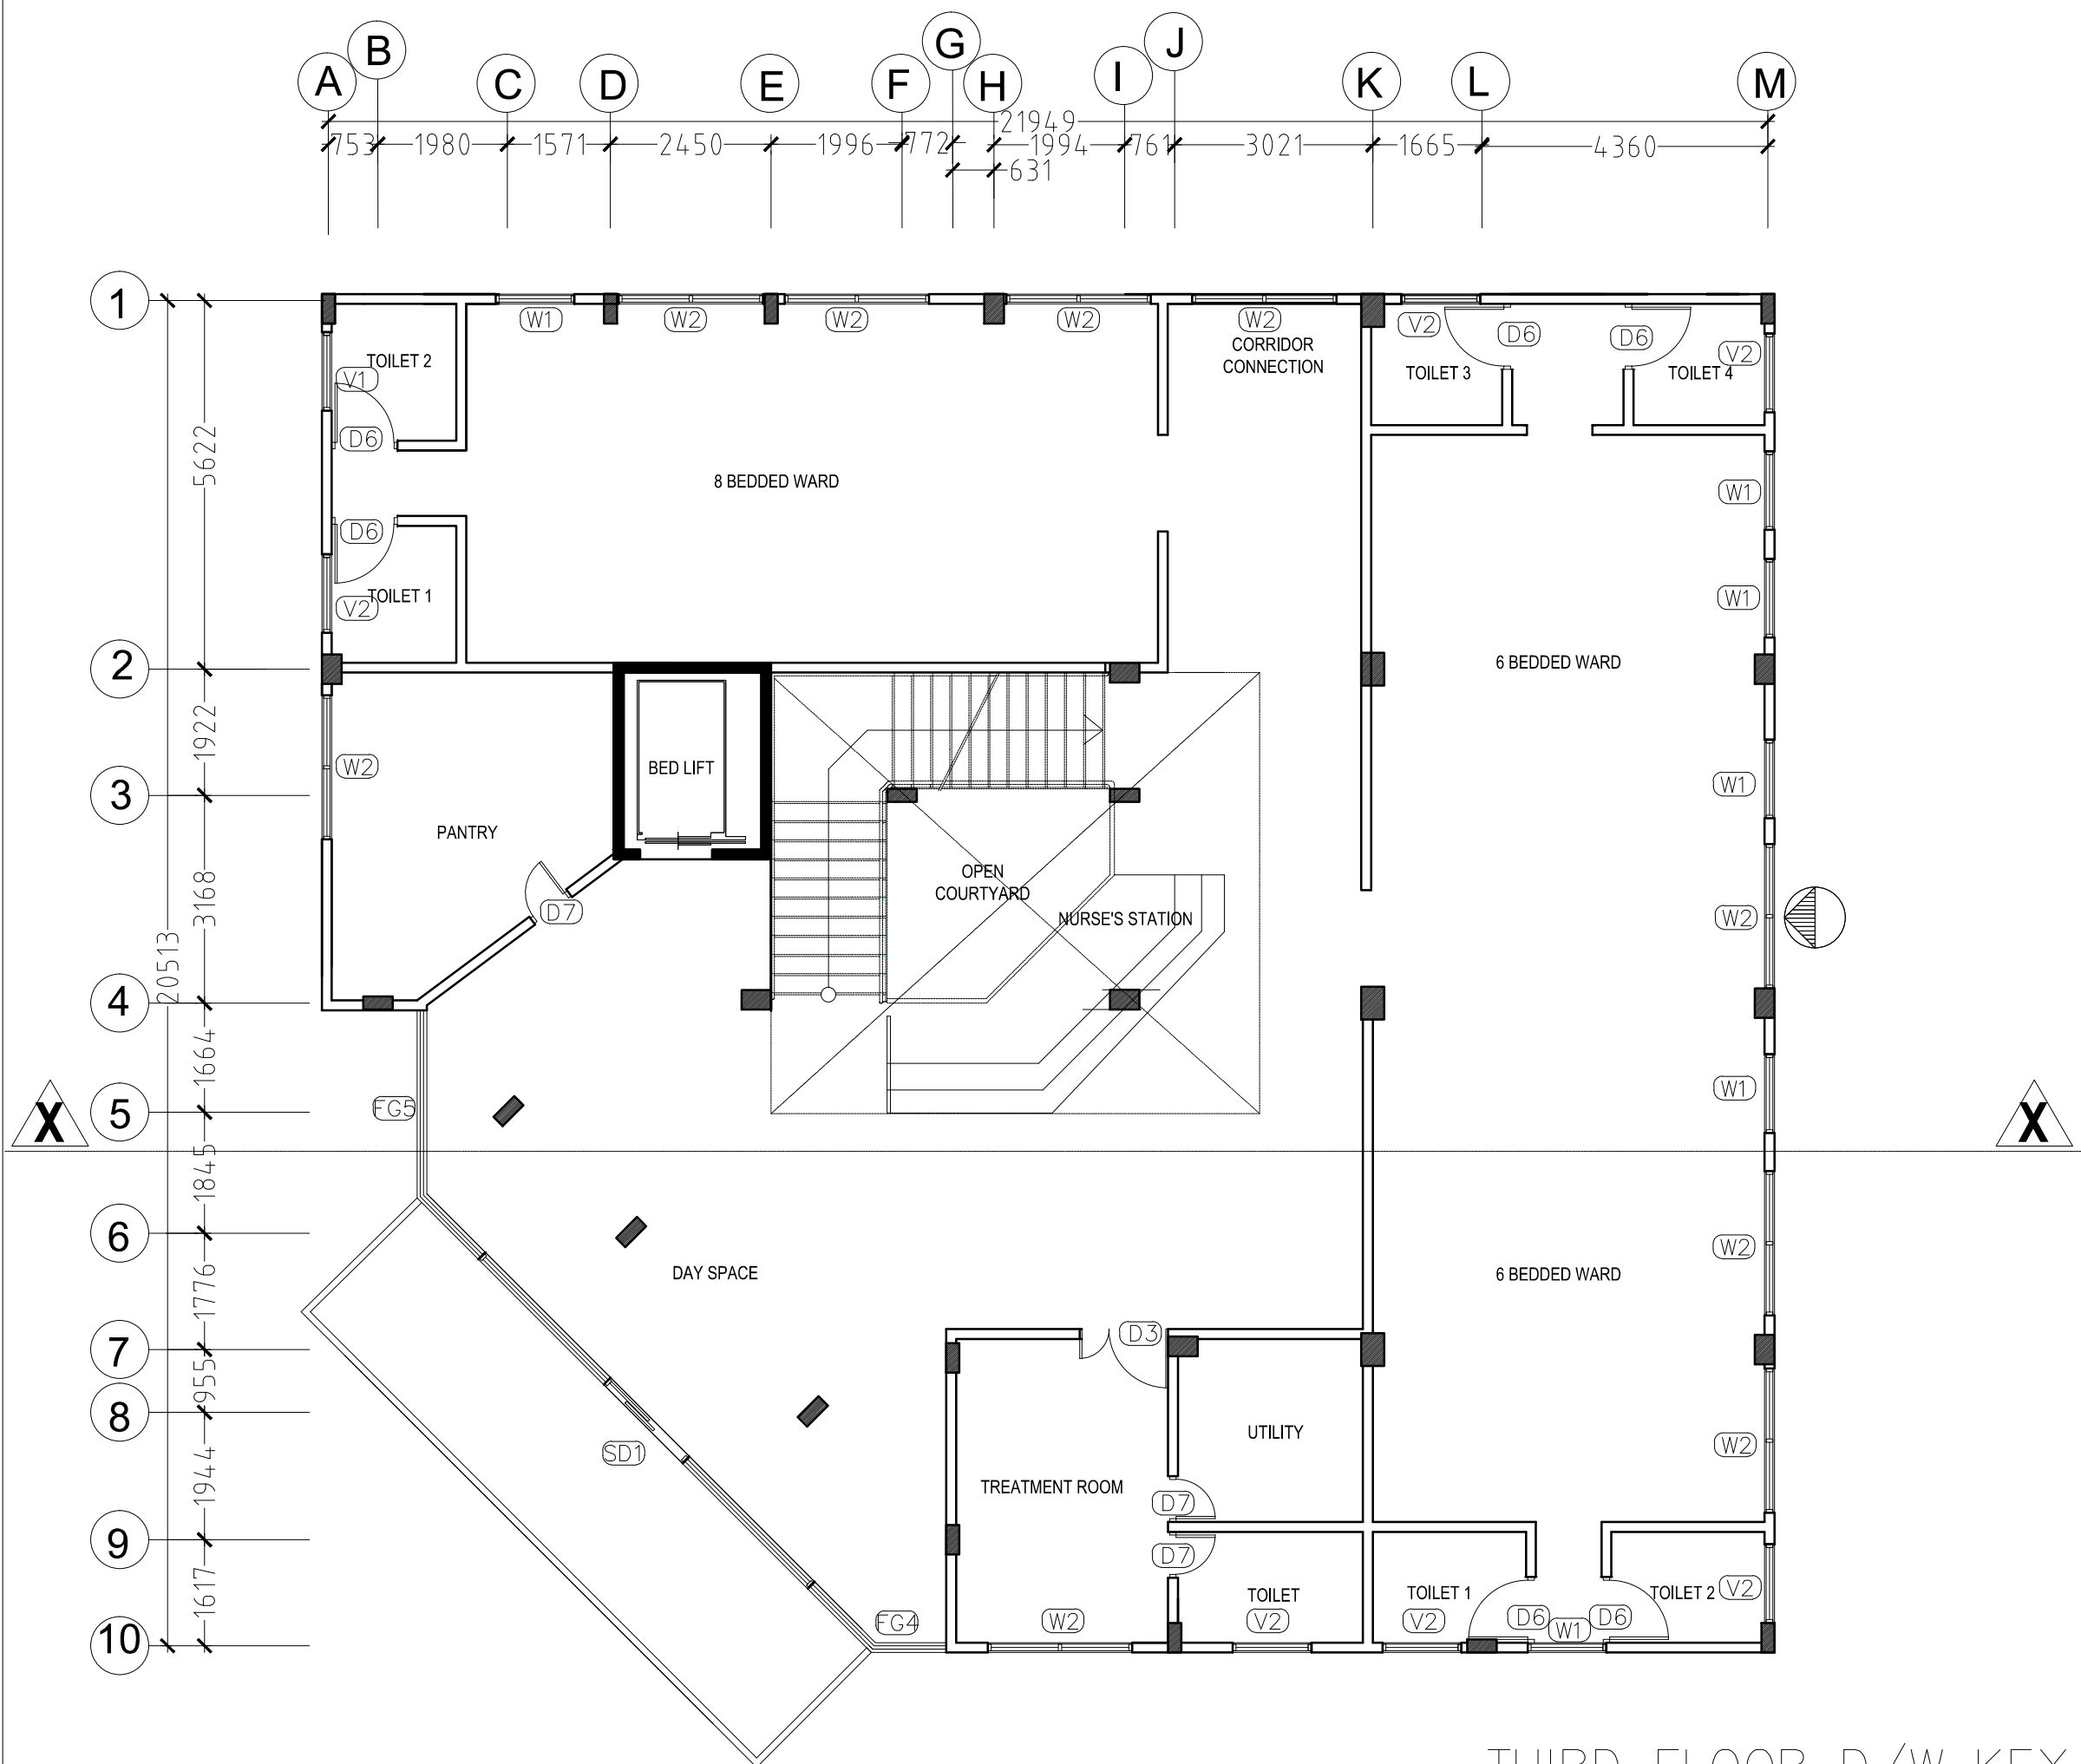 A B C D E F G H I J K L M
21949
753 1980 1571 2450 1996 772 1994 761 3021 1665 4360
631
1
W1 W2 W2 W2 W2 V2 D6 D6 V2
CORRIDOR
CONNECTION
TOILET 2
V1
TOILET 3
TOILET 4
D6
5622
8 BEDDED WARD
W1
D6
TOILET 1
V2
W1
2
6 BEDDED WARD
1922
BED LIFT
W2
W1
3
PANTRY
OPEN
COURTYARD
3168
D7
NURSE'S STATION
W2
20513
4
1664
FG5
W1
5
X
X
1845
6
W2
DAY SPACE
6 BEDDED WARD
1776
D3
7
955
8
UTILITY
SD1
W2
TREATMENT ROOM
1944
D7
9
D7
TOILET
TOILET 1
TOILET 2
V2
1617
FG4
W2
V2
V2
D6
W1
D6
10
THIRD FLOOR D/W KEY